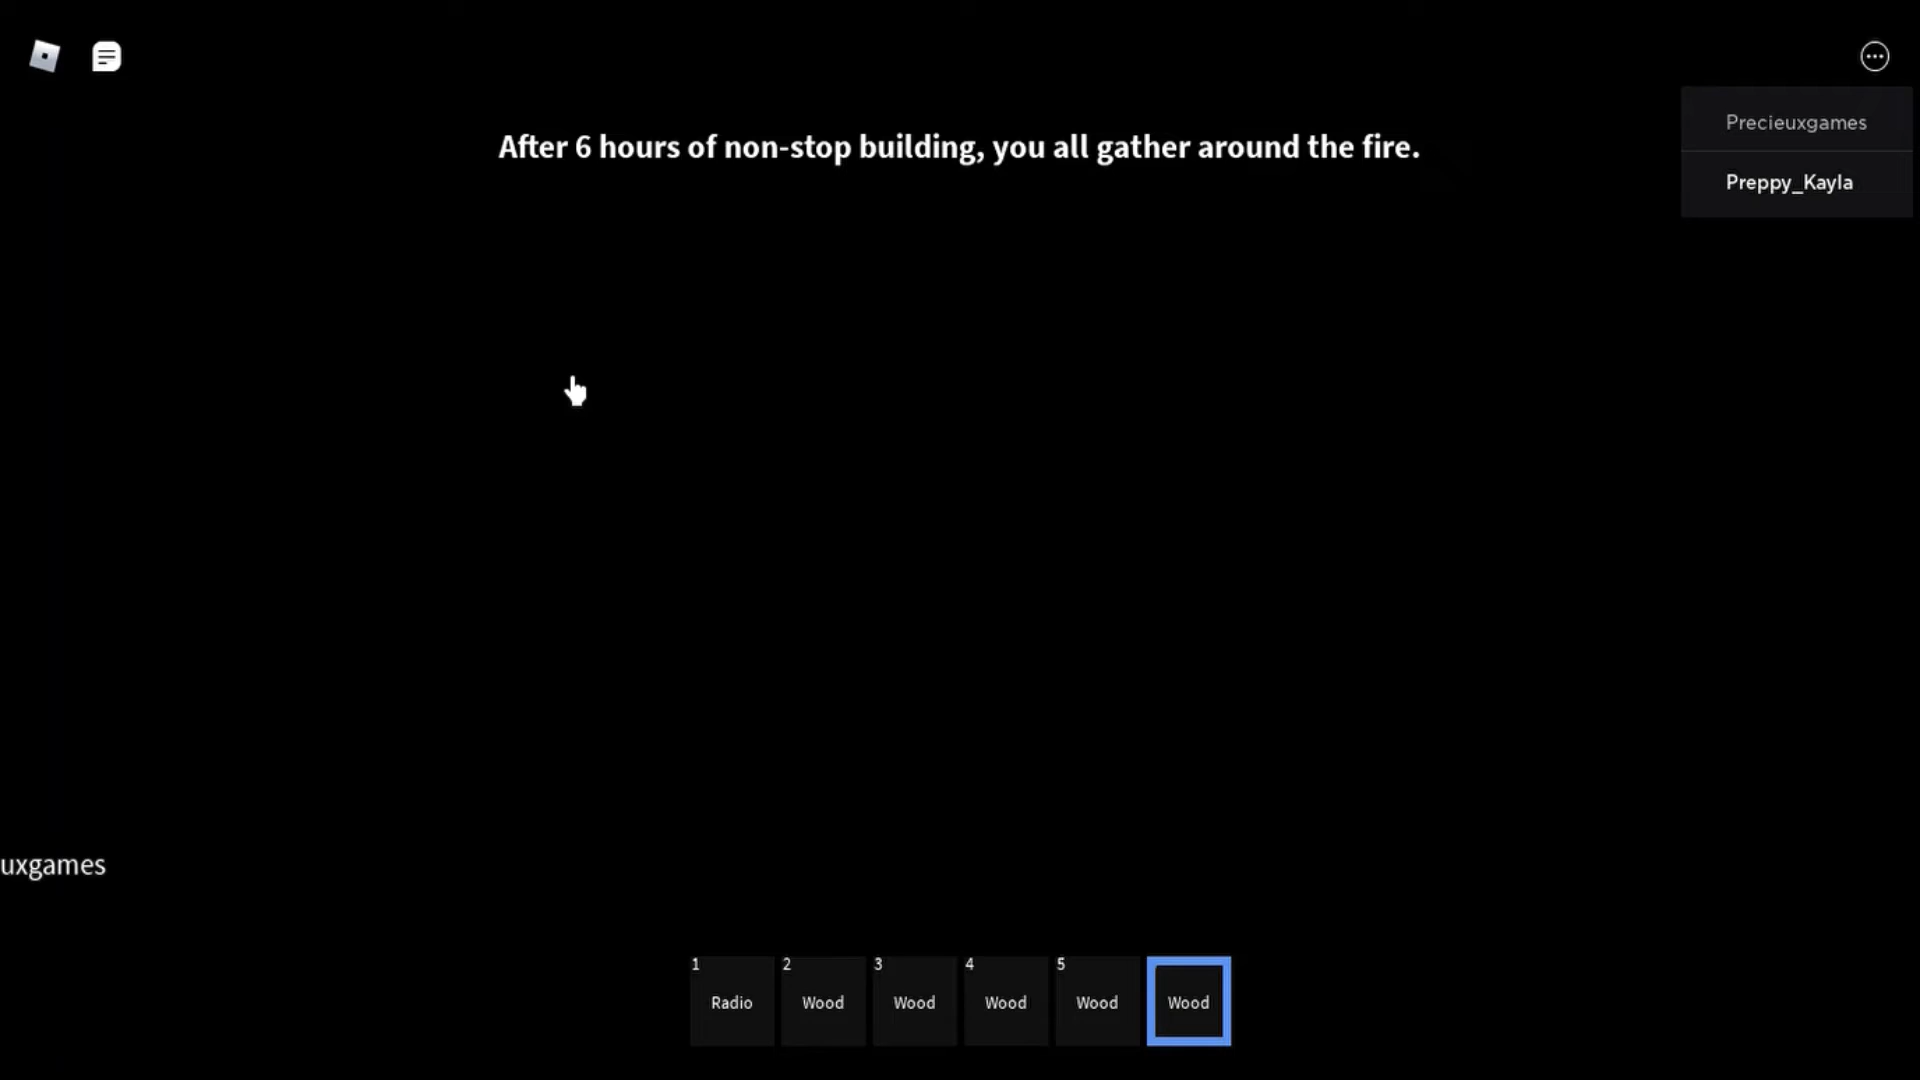 Precieuxgames
After 6 hours of non-stop building, you all gather around the fire.
Preppy_Kayla
uxgames
1 2 3 4 5
Radio Wood Wood Wood Wood Wood